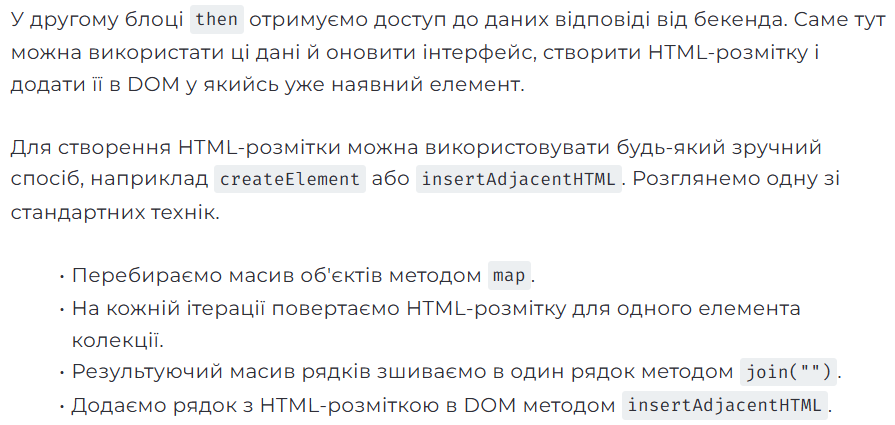 У другому блоці then отримуємо доступ до даних відповіді від бекенда. Саме тут
можна використати ці дані й оновити інтерфейс, створити HTML-розмітку і
додати її в DOM у якийсь уже наявний елемент.
Для створення HTML-розмітки можна використовувати будь-який зручний
спосіб, наприклад createElement або insertAdjacentHTML. Розглянемо одну зі
стандартних технік.
• Перебираємо масив об'єктів методом map.
• На кожній ітерації повертаємо HTML-розмітку для одного елемента
колекції.
• Результуючий масив рядків зшиваємо в один рядок методом join("").
• Додаємо рядок з HTML-розміткою в DOM методом insertAdjacentHTML.